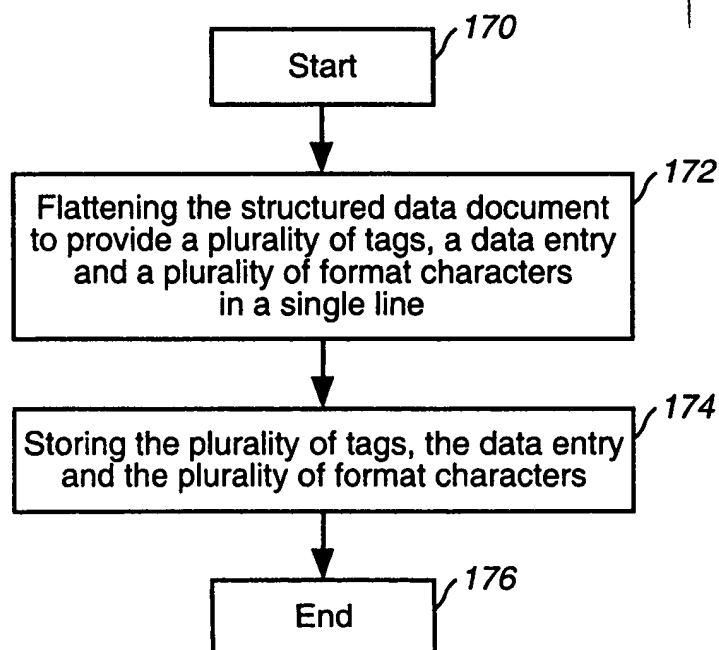 170
Start
172
Flattening the structured data document
to provide a plurality of tags, a data entry
and a plurality of format characters
in a single line
174
Storing the plurality of tags, the data entry
and the plurality of format characters
176
End